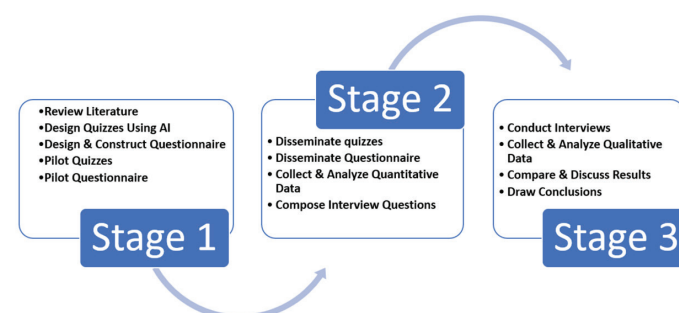 •Review Literature
•Design Quizzes Using AI
•Design & Construct Questionnaire
•Pilot Quizzes
•Pilot Questionnaire
Stage 1
Stage 2
• Disseminate quizzes
• Disseminate Questionnaire
• Collect & Analyze Quantitative
Data
• Compose Interview Questions
• Conduct Interviews
• Collect & Analyze Qualitative
Data
• Compare & Discuss Results
• Draw Conclusions
Stage 3